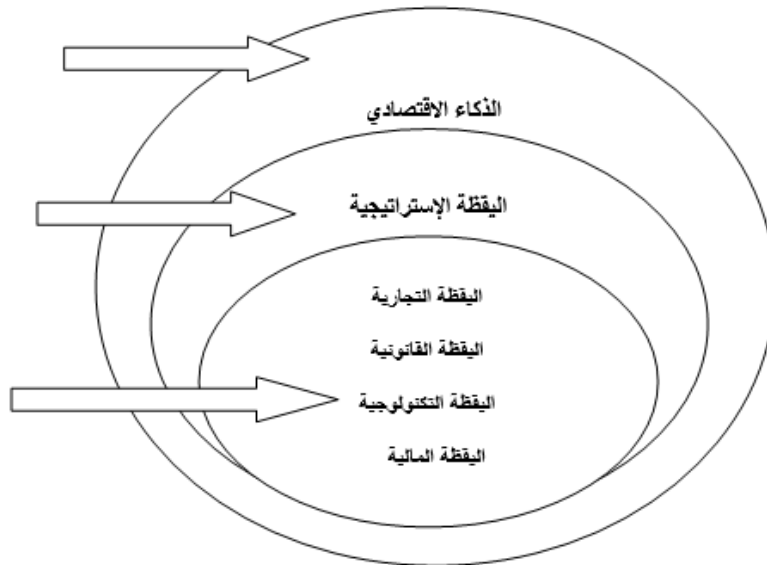 الذكاء الاقتصادي
اليقظة الإستراتيجية
اليقظة التجارية
اليقظة القانونية
اليقظة التكنولوجية
اليقظة المالية